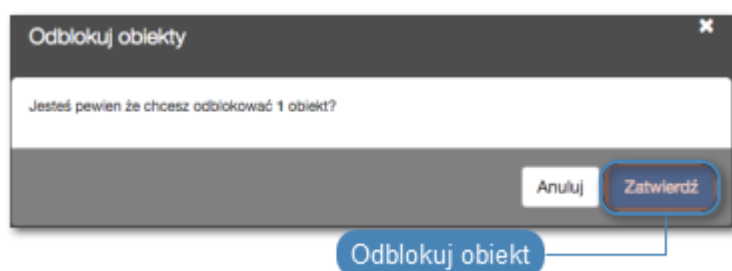 Odblokuj obiekty
Jesteś pewien że chcesz odblokować 1 obiekt?
Anuluj
Zatwierdź
Odblokuj obiekt